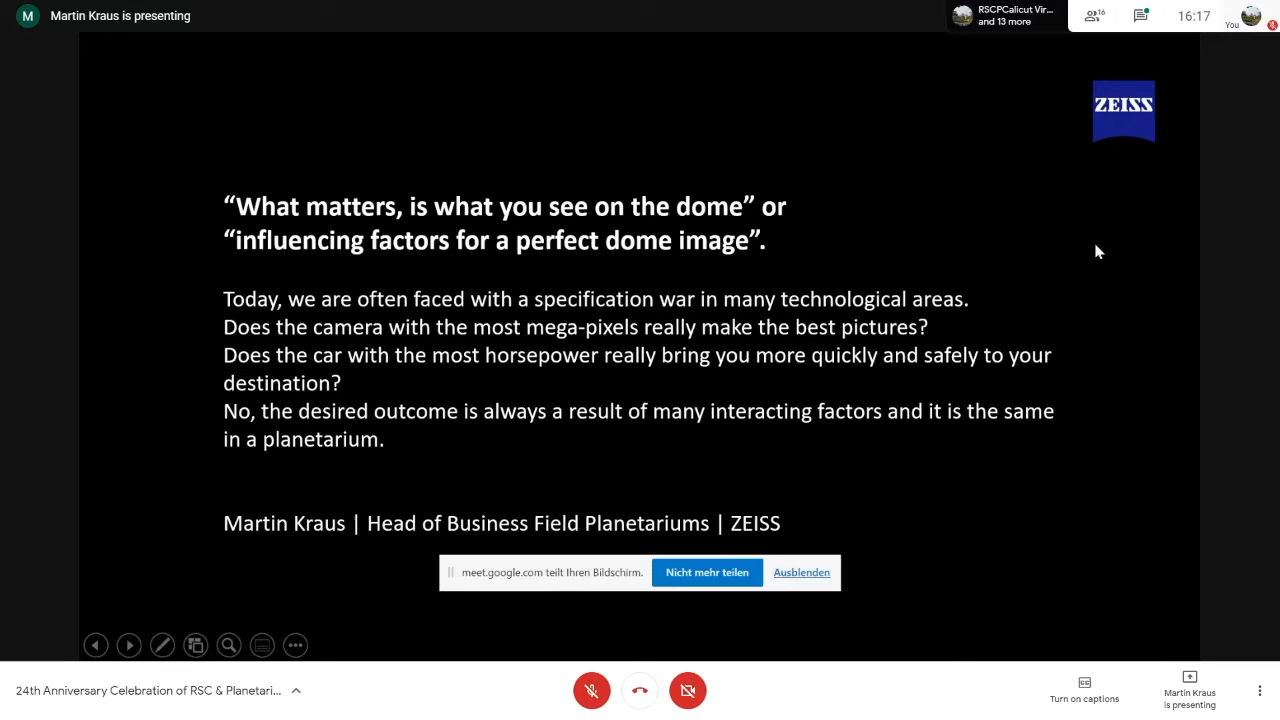 M
Martin Kraus is presenting
RSCPCalicut Vir...
and 13 more
16
16:17
You
ZEISS
“What matters, is what you see on the dome” or
“influencing factors for a perfect dome image”.
Today, we are often faced with a specification war in many technological areas.
Does the camera with the most mega-pixels really make the best pictures?
Does the car with the most horsepower really bring you more quickly and safely to your
destination?
No, the desired outcome is always a result of many interacting factors and it is the same
in a planetarium.
Martin Kraus | Head of Business Field Planetariums | ZEISS
meet.google.com teilt Ihren Bildschirm. Nicht mehr teilen Ausblenden
24th Anniversary Celebration of RSC & Planetari...
CC
Turn on captions
Martin Kraus
is presenting